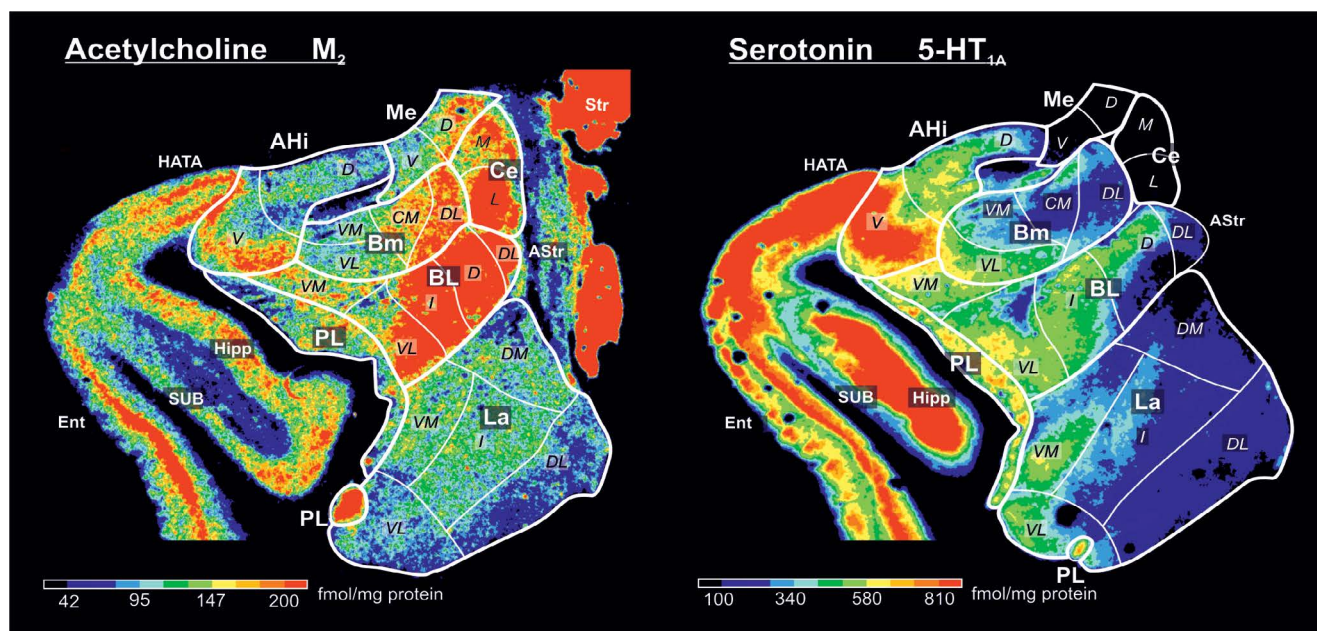 Acetylcholine M2
Str
Me
D
AHi
V
M
HATA
D
Ce
L
CM
DL
VM
Bm
V
VL
DL
AStr
BL
D
VM
I
PL
VL
DM
Hipp
SUB
La
VM
Ent
I
DL
PL
VL
42 95 147 200 fmol/mg protein
Serotonin 5-HT1A
Me
D
AHi
M
D
V
HATA
Ce
L
VM
CM
DL
Bm
V
AStr
DL
D
VL
VM
BL
I
DM
PL
VL
SUB
Hipp
La
Ent
I
VM
DL
VL
PL
100 340 580 810 fmol/mg protein